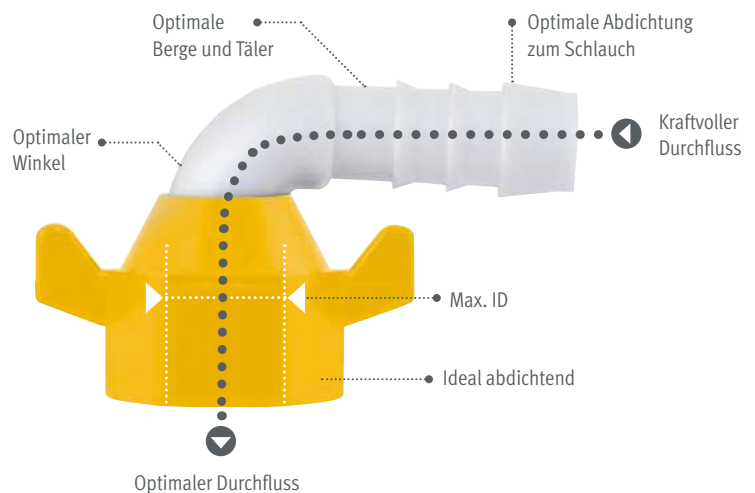 Optimale
Berge und Täler
Optimale Abdichtung
zum Schlauch
Optimaler
Winkel
Kraftvoller
Durchfluss
Max. ID
Ideal abdichtend
Optimaler Durchfluss